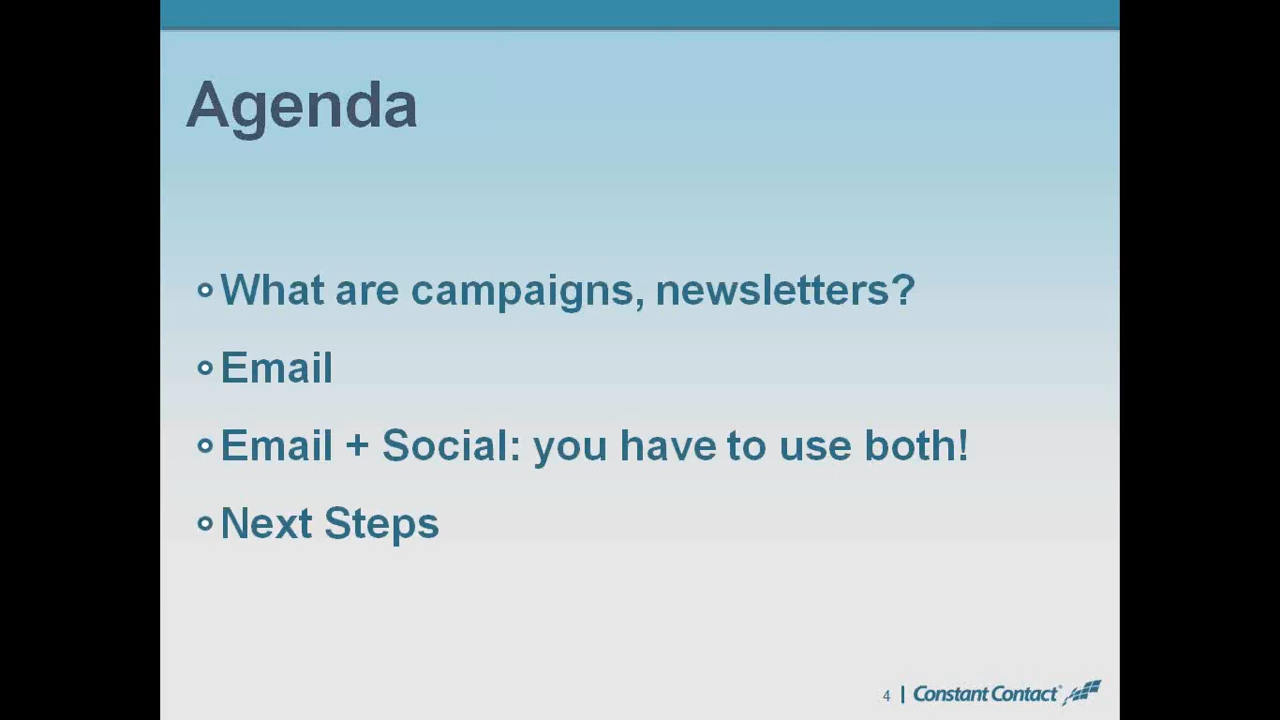 Agenda
What are campaigns, newsletters?
Email
Email + Social: you have to use both!
Next Steps
4 | Constant Contact®